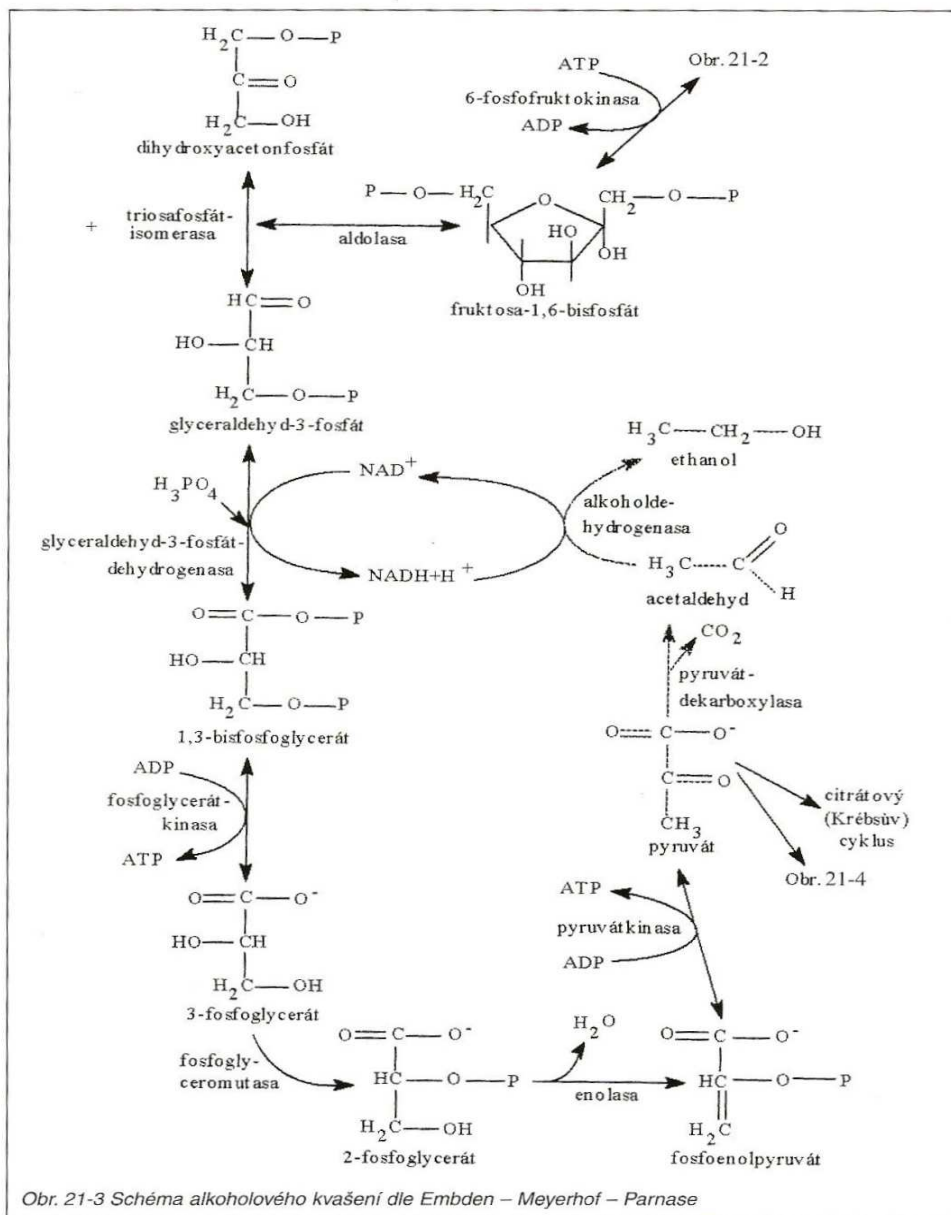 H₂C—O—P
C=O
H₂C—OH
dihydroxyacetonfosfát
ATP
6-fosfofruktokinasa
ADP
Obr. 21-2
+
triosafosfát-
isomerasa
aldolasa
P—O—H₂C
O
CH₂—O—P
HO
OH
OH
fruktosa-1,6-bisfosfát
HC=O
HO—CH
H₂C—O—P
glyceraldehyd-3-fosfát
H₃PO₄
glyceraldehyd-3-fosfát-
dehydrogenasa
NAD⁺
NADH+H⁺
H₃C—CH₂—OH
ethanol
alkoholde-
hydrogenasa
O
H₃C—C
H
acetaldehyd
O=C—O—P
HO—CH
H₂C—O—P
1,3-bisfosfoglycerát
CO₂
pyruvát-
dekarboxylasa
O=C—O⁻
C=O
CH₃
pyruvát
citrátový
(Krébsùv)
cyklus
Obr. 21-4
ADP
fosfoglycerát-
kinasa
ATP
O=C—O⁻
HO—CH
H₂C—OH
3-fosfoglycerát
ATP
pyruvátkinasa
ADP
fosfogly-
ceromutasa
O=C—O⁻
HC—O—P
H₂C—OH
2-fosfoglycerát
H₂O
enolasa
O=C—O⁻
HC—O—P
H₂C
fosfoenolpyruvát
Obr. 21-3 Schéma alkoholového kvašení dle Embden – Meyerhof – Parnase